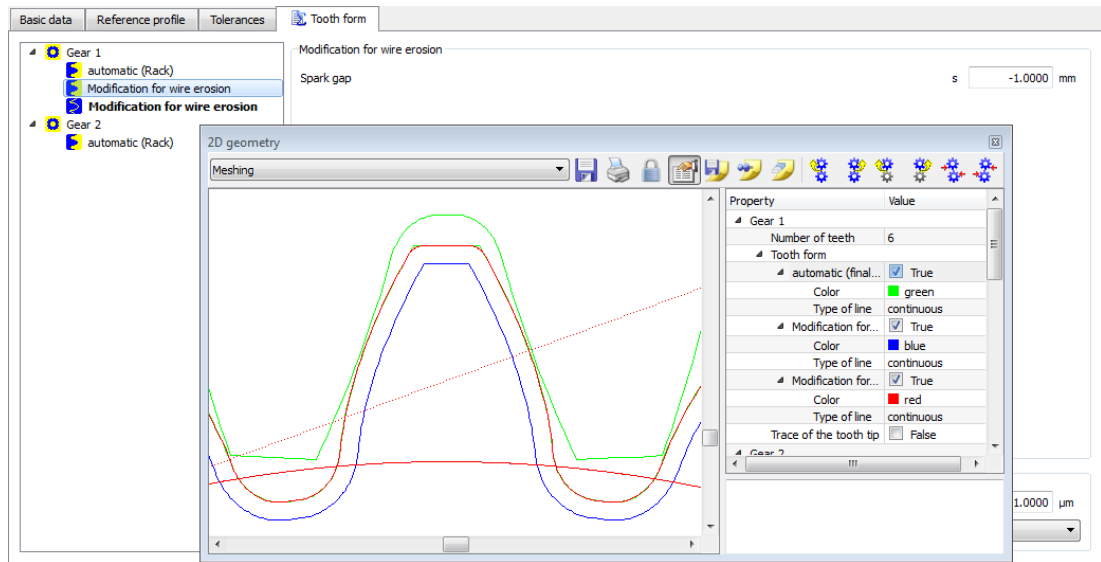 Basic data Reference profile Tolerances Tooth form
Gear 1
automatic (Rack)
Modification for wire erosion
Modification for wire erosion
Gear 2
automatic (Rack)
Modification for wire erosion
Spark gap s -1.0000 mm
2D geometry
Meshing
Property Value
Gear 1
Number of teeth 6
Tooth form
automatic (final... True
Color green
Type of line continuous
Modification for... True
Color blue
Type of line continuous
Modification for... True
Color red
Type of line continuous
Trace of the tooth tip False
Gear 2
1.0000 µm